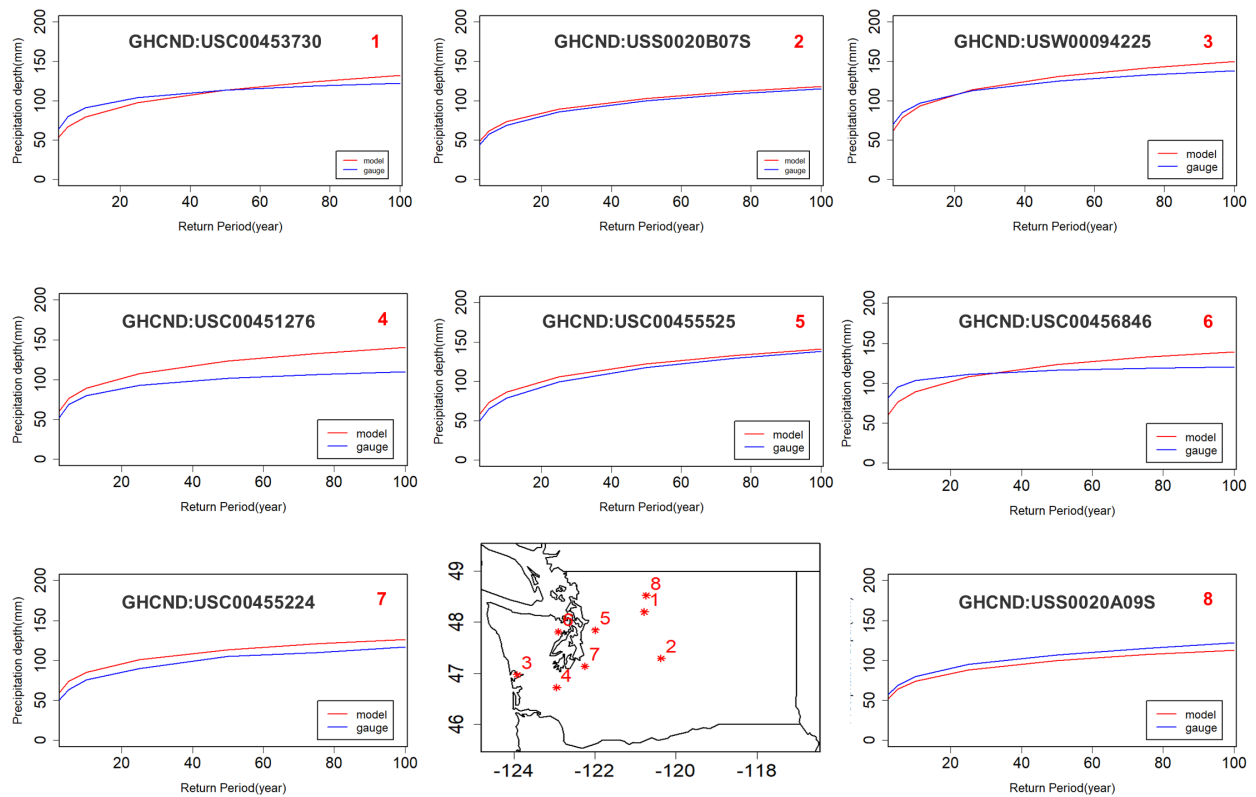 Precipitation depth(mm)
0 50 100 150 200
GHCND:USC00453730 1
model
gauge
20 40 60 80 100
Return Period(year)
Precipitation depth(mm)
0 50 100 150 200
GHCND:USS0020B07S 2
model
gauge
20 40 60 80 100
Return Period(year)
Precipitation depth(mm)
0 50 100 150 200
GHCND:USW00094225 3
model
gauge
20 40 60 80 100
Return Period(year)
Precipitation depth(mm)
0 50 100 150 200
GHCND:USC00451276 4
model
gauge
20 40 60 80 100
Return Period(year)
Precipitation depth(mm)
0 50 100 150 200
GHCND:USC00455525 5
model
gauge
20 40 60 80 100
Return Period(year)
Precipitation depth(mm)
0 50 100 150 200
GHCND:USC00456846 6
model
gauge
20 40 60 80 100
Return Period(year)
Precipitation depth(mm)
0 50 100 150 200
GHCND:USC00455224 7
model
gauge
20 40 60 80 100
Return Period(year)
46 47 48 49
8
1
6 5
2
3 7
4
-124 -122 -120 -118
0 50 100 150 200
GHCND:USS0020A09S 8
model
gauge
20 40 60 80 100
Return Period(year)